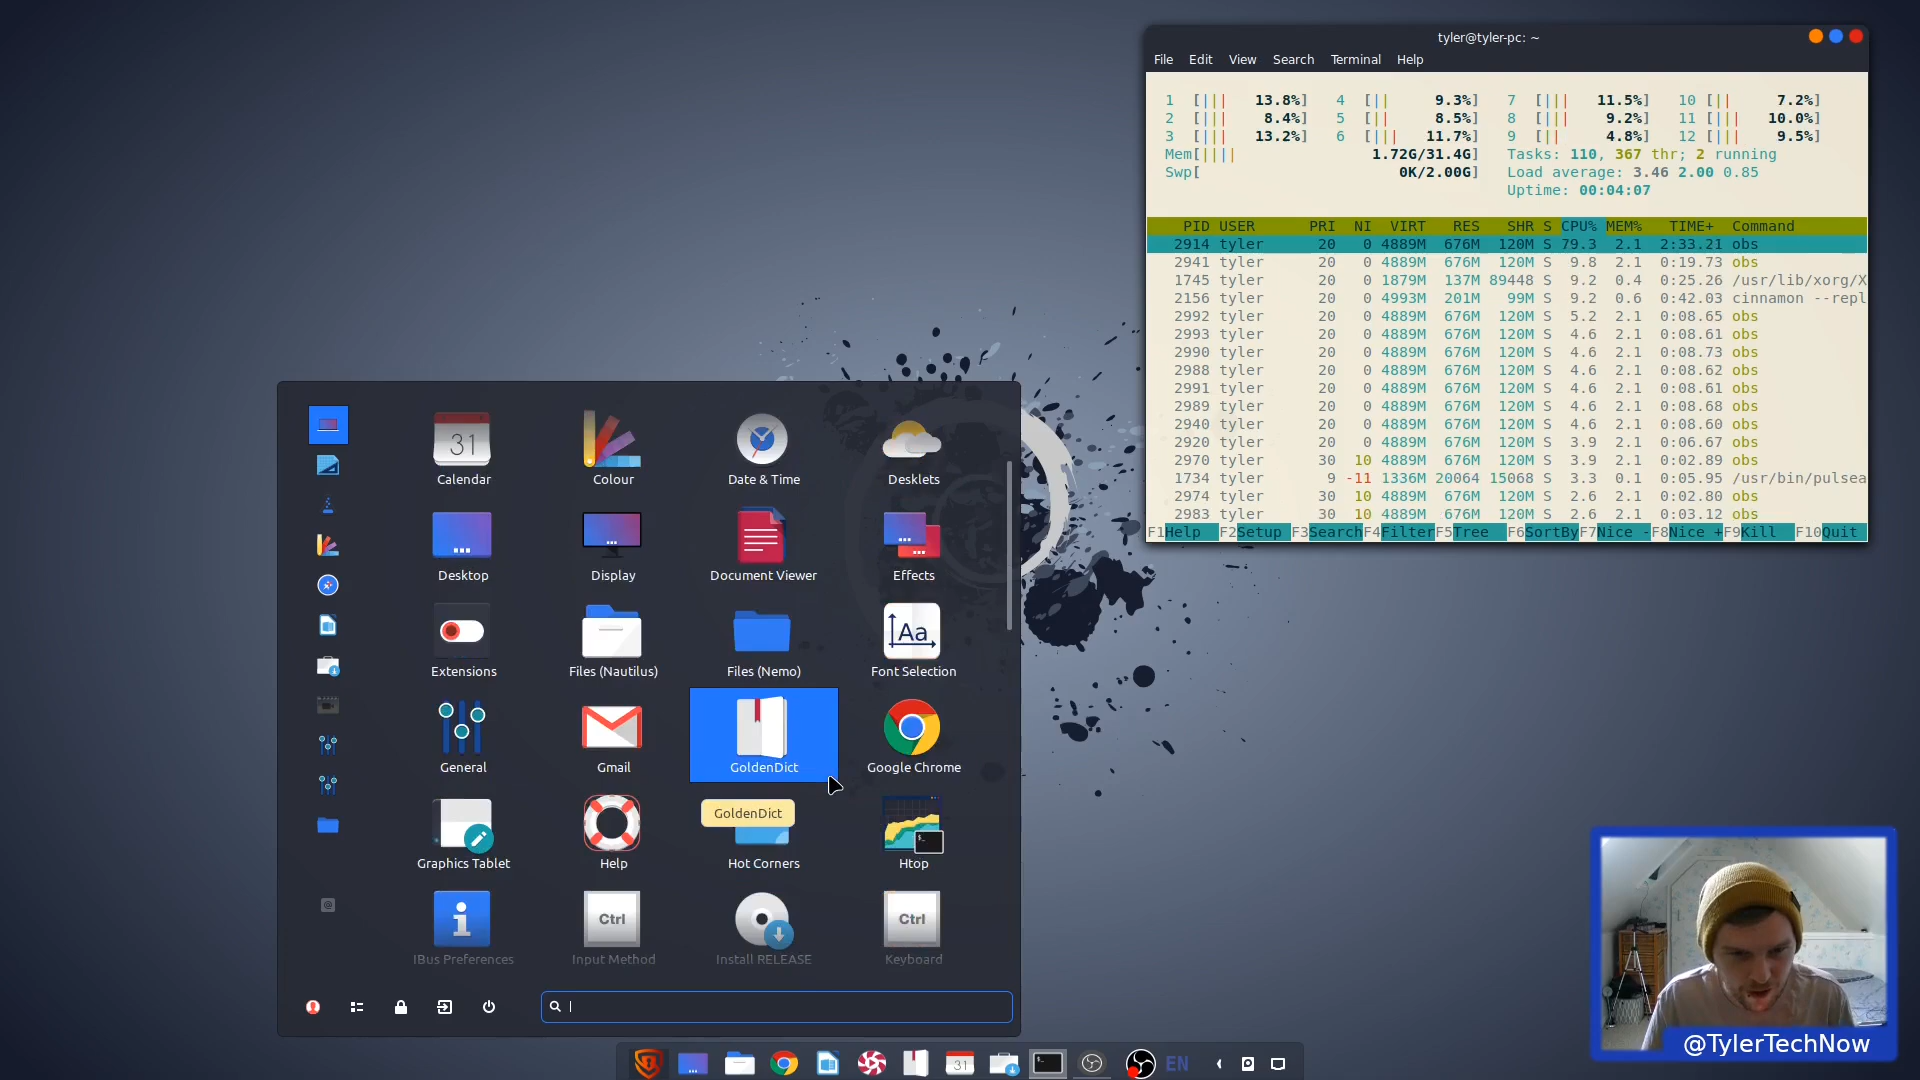 tyler@tyler-pc: ~
File Edit View Search Terminal Help
1 [||| 13.8%] 4 [|| 9.3%] 7 [||| 11.5%] 10 [|| 7.2%]
2 [||| 8.4%] 5 [|| 8.5%] 8 [||| 9.2%] 11 [||| 10.0%]
3 [||| 13.2%] 6 [||| 11.7%] 9 [|| 4.8%] 12 [||| 9.5%]
Mem[|||| 1.72G/31.4G] Tasks: 110, 367 thr; 2 running
Swp[ 0K/2.00G] Load average: 3.46 2.00 0.85
Uptime: 00:04:07
PID USER PRI NI VIRT RES SHR S CPU% MEM% TIME+ Command
2914 tyler 20 0 4889M 676M 120M S 79.3 2.1 2:33.21 obs
2941 tyler 20 0 4889M 676M 120M S 9.8 2.1 0:19.73 obs
1745 tyler 20 0 1879M 137M 89448 S 9.2 0.4 0:25.26 /usr/lib/xorg/X
2156 tyler 20 0 4993M 201M 99M S 9.2 0.6 0:42.03 cinnamon --repl
2992 tyler 20 0 4889M 676M 120M S 5.2 2.1 0:08.65 obs
2993 tyler 20 0 4889M 676M 120M S 4.6 2.1 0:08.61 obs
2990 tyler 20 0 4889M 676M 120M S 4.6 2.1 0:08.73 obs
2988 tyler 20 0 4889M 676M 120M S 4.6 2.1 0:08.62 obs
2991 tyler 20 0 4889M 676M 120M S 4.6 2.1 0:08.61 obs
2989 tyler 20 0 4889M 676M 120M S 4.6 2.1 0:08.68 obs
2940 tyler 20 0 4889M 676M 120M S 4.6 2.1 0:08.60 obs
2920 tyler 20 0 4889M 676M 120M S 3.9 2.1 0:06.67 obs
2970 tyler 30 10 4889M 676M 120M S 3.9 2.1 0:02.89 obs
1734 tyler 9 -11 1336M 20064 15068 S 3.3 0.1 0:05.95 /usr/bin/pulsea
2974 tyler 30 10 4889M 676M 120M S 2.6 2.1 0:02.80 obs
2983 tyler 30 10 4889M 676M 120M S 2.6 2.1 0:03.12 obs
F1Help F2Setup F3SearchF4FilterF5Tree F6SortByF7Nice -F8Nice +F9Kill F10Quit
31
Calendar Colour Date & Time Desklets
Desktop Display Document Viewer Effects
Aa
Extensions Files (Nautilus) Files (Nemo) Font Selection
General Gmail GoldenDict Google Chrome
GoldenDict
Graphics Tablet Help Hot Corners Htop
i Ctrl Ctrl
IBus Preferences Input Method Install RELEASE Keyboard
31 EN
@TylerTechNow